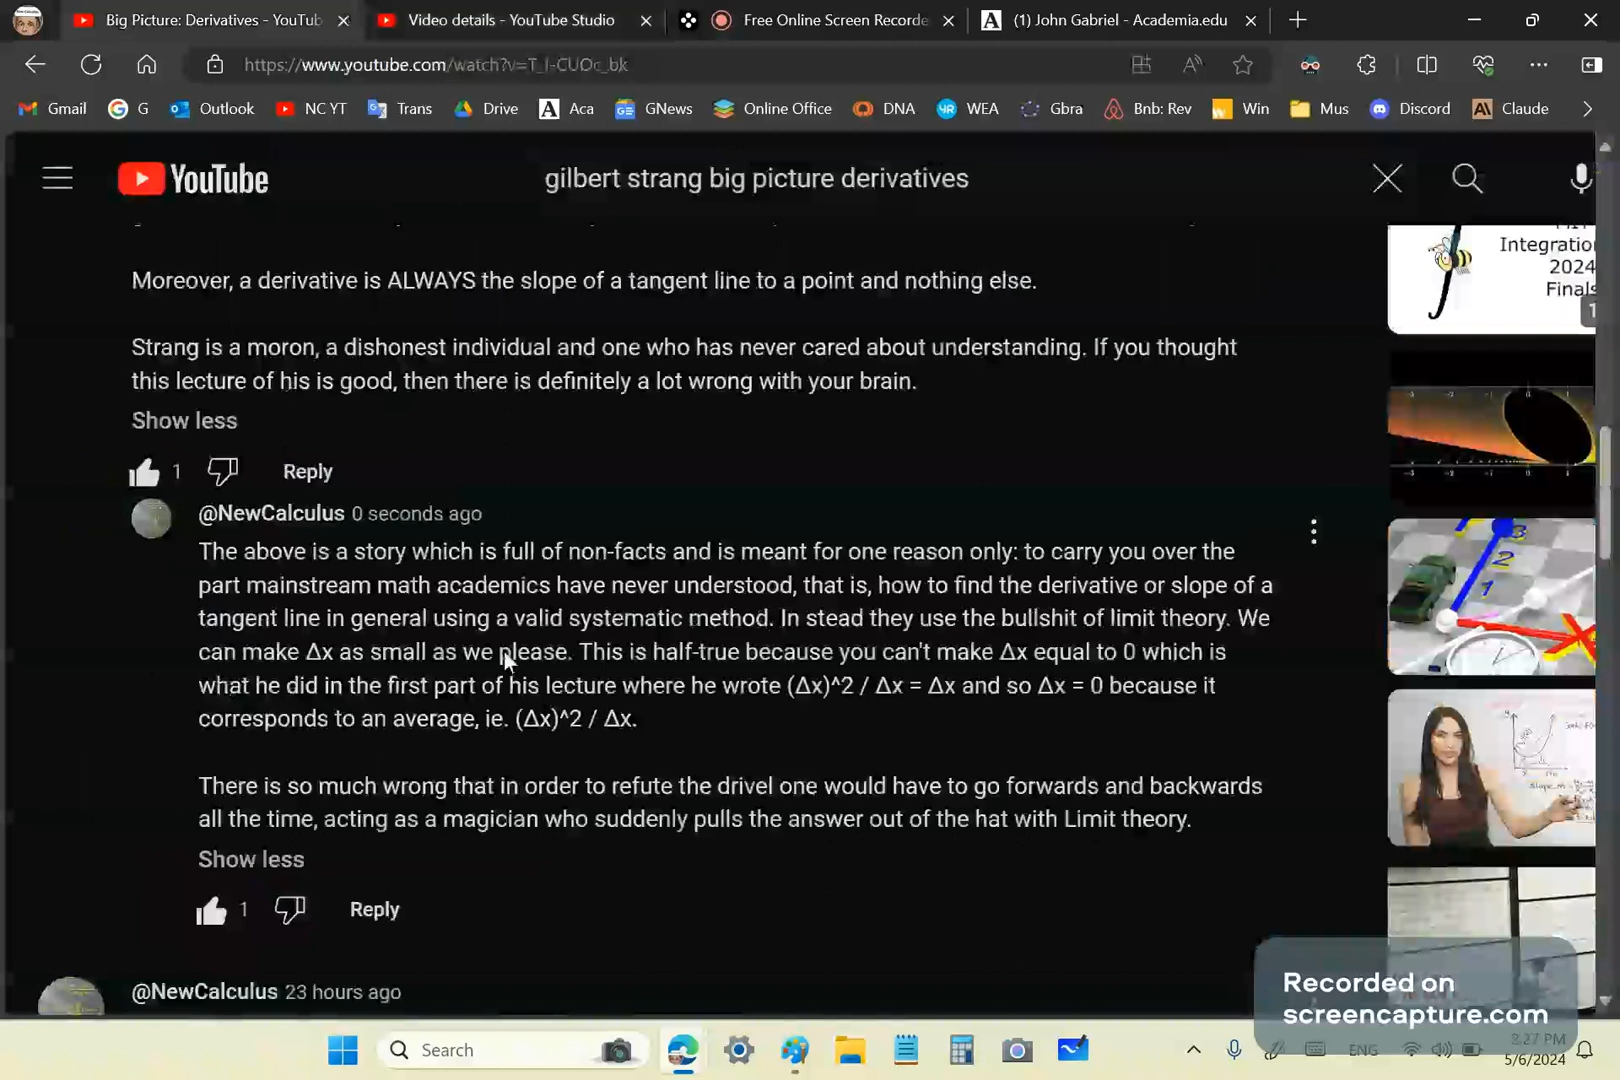 Big Picture: Derivatives - YouTub
Video details - YouTube Studio
Free Online Screen Recorde
(1) John Gabriel - Academia.edu
https://www.youtube.com/watch?v=T_I-CUOc_bk
Gmail
G
Outlook
NC YT
Trans
Drive
Aca
GNews
Online Office
DNA
WEA
Gbra
Bnb: Rev
Win
Mus
Discord
Claude
YouTube
gilbert strang big picture derivatives
Moreover, a derivative is ALWAYS the slope of a tangent line to a point and nothing else.
Strang is a moron, a dishonest individual and one who has never cared about understanding. If you thought
this lecture of his is good, then there is definitely a lot wrong with your brain.
Show less
1
Reply
@NewCalculus 0 seconds ago
The above is a story which is full of non-facts and is meant for one reason only: to carry you over the
part mainstream math academics have never understood, that is, how to find the derivative or slope of a
tangent line in general using a valid systematic method. In stead they use the bullshit of limit theory. We
can make Δx as small as we please. This is half-true because you can't make Δx equal to 0 which is
what he did in the first part of his lecture where he wrote (Δx)^2 / Δx = Δx and so Δx = 0 because it
corresponds to an average, ie. (Δx)^2 / Δx.
There is so much wrong that in order to refute the drivel one would have to go forwards and backwards
all the time, acting as a magician who suddenly pulls the answer out of the hat with Limit theory.
Show less
1
Reply
@NewCalculus 23 hours ago
Integration
2024
Finals
3
2
1
Recorded on
screencapture.com
Search
ENG
8:27 PM
5/6/2024